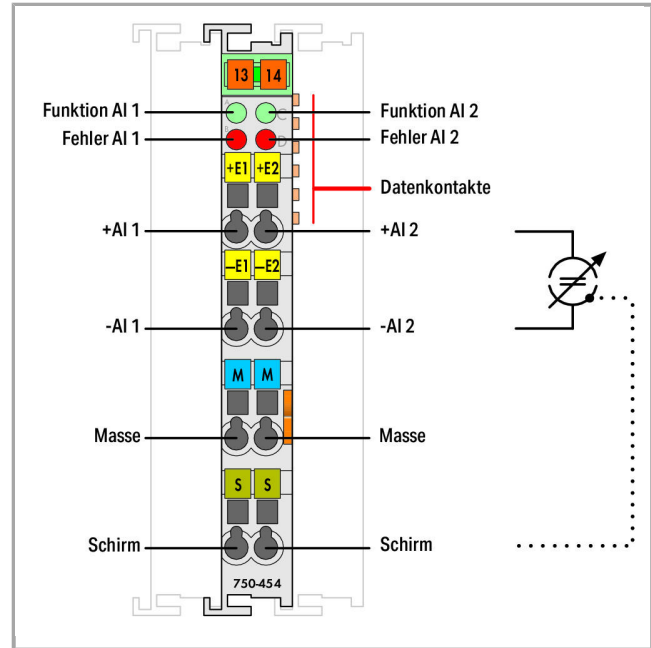 13 14
A C
Funktion AI 1 Funktion AI 2
B D
Fehler AI 1 Fehler AI 2
+E1 +E2
Datenkontakte
+AI 1 +AI 2
–E1 –E2
-AI 1 -AI 2
M M
Masse Masse
S S
Schirm Schirm
750-454